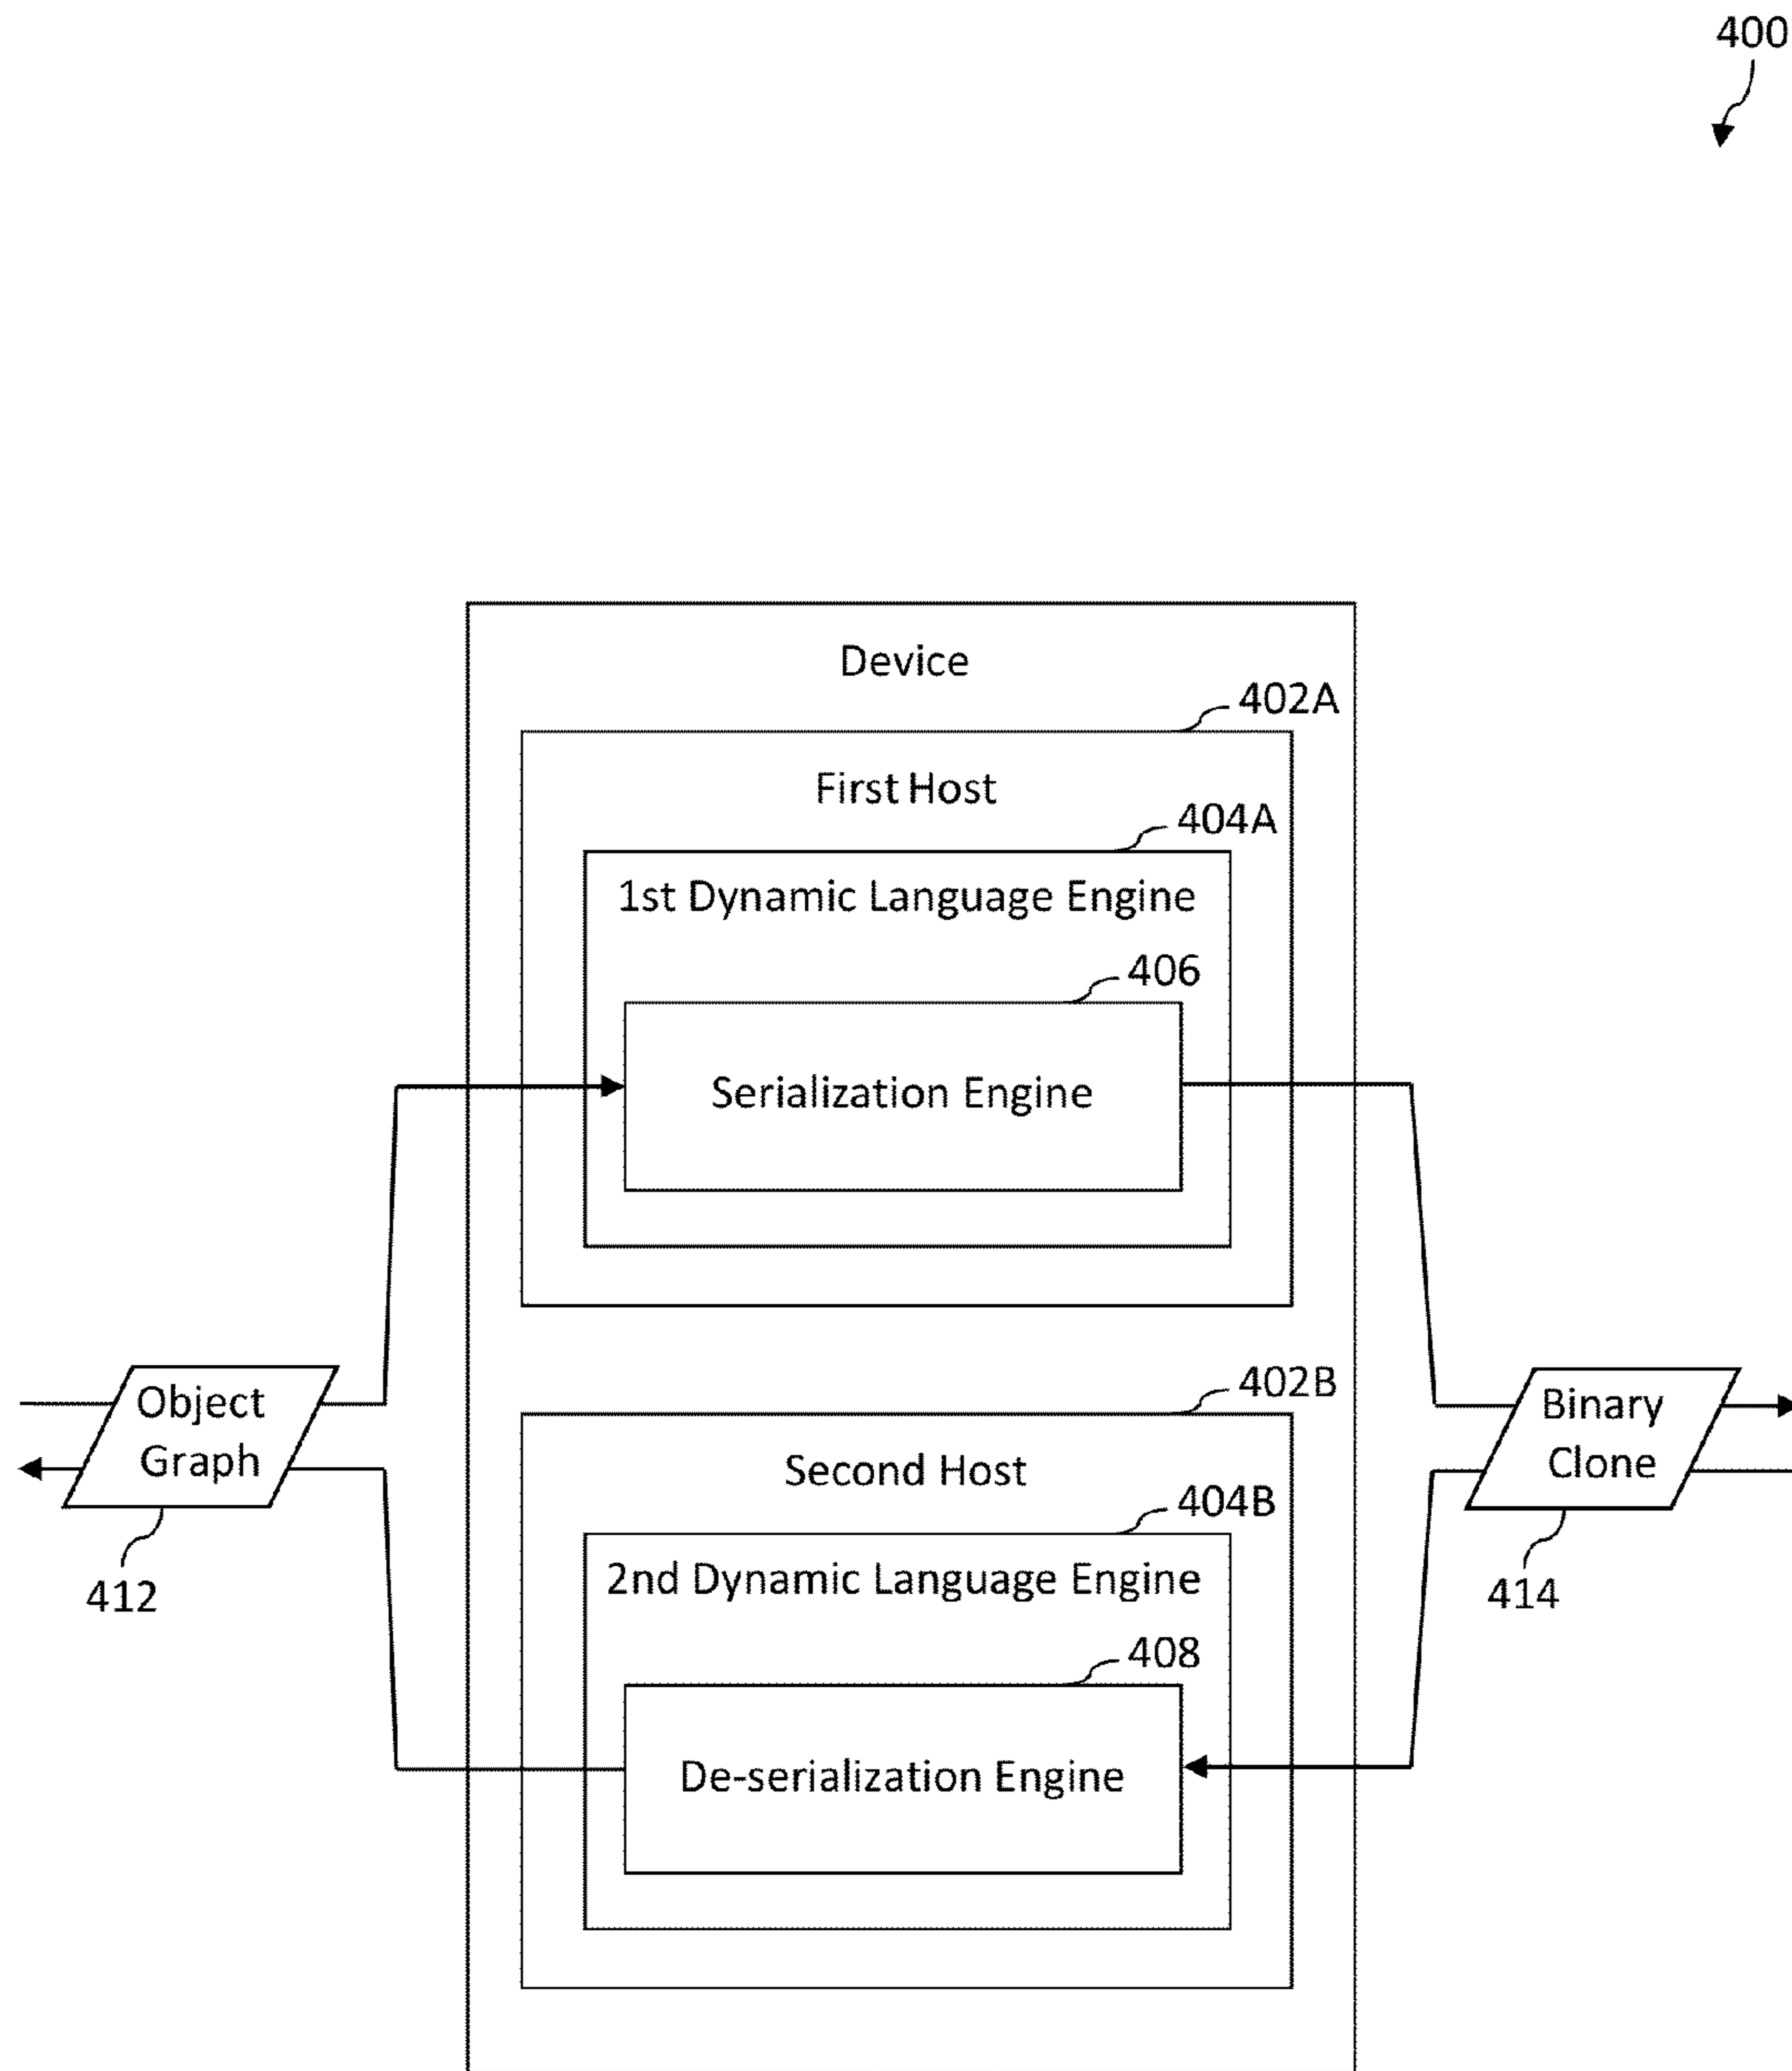 400
Device
402A
First Host
404A
1st Dynamic Language Engine
406
Serialization Engine
Object
Graph
412
Binary
Clone
414
402B
Second Host
404B
2nd Dynamic Language Engine
408
De-serialization Engine